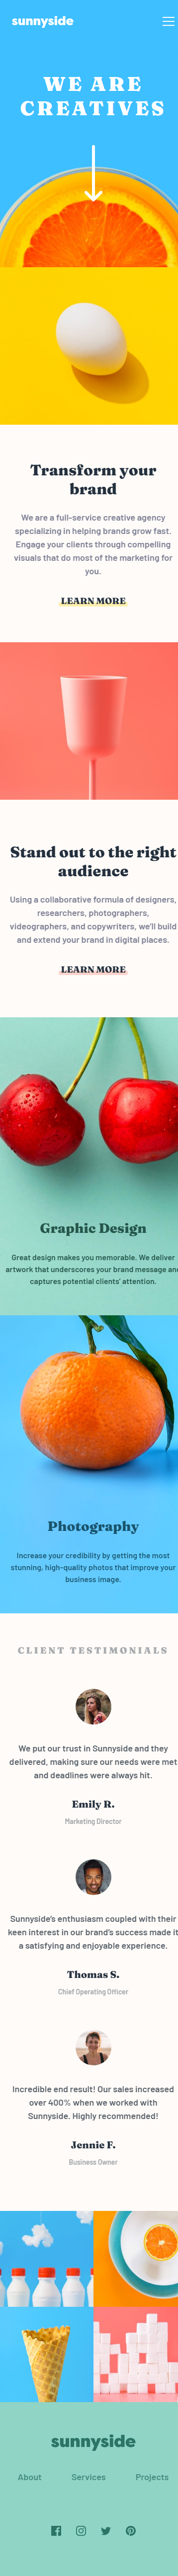 sunnyside
WE ARE
CREATIVES
Transform your
brand
We are a full-service creative agency
specializing in helping brands grow fast.
Engage your clients through compelling
visuals that do most of the marketing for
you.
LEARN MORE
Stand out to the right
audience
Using a collaborative formula of designers,
researchers, photographers,
videographers, and copywriters, we'll build
and extend your brand in digital places.
LEARN MORE
Graphic Design
Great design makes you memorable. We deliver
artwork that underscores your brand message and
captures potential clients' attention.
Photography
Increase your credibility by getting the most
stunning, high-quality photos that improve your
business image.
CLIENT TESTIMONIALS
We put our trust in Sunnyside and they
delivered, making sure our needs were met
and deadlines were always hit.
Emily R.
Marketing Director
Sunnyside's enthusiasm coupled with their
keen interest in our brand's success made it
a satisfying and enjoyable experience.
Thomas S.
Chief Operating Officer
Incredible end result! Our sales increased
over 400% when we worked with
Sunnyside. Highly recommended!
Jennie F.
Business Owner
sunnyside
About Services Projects